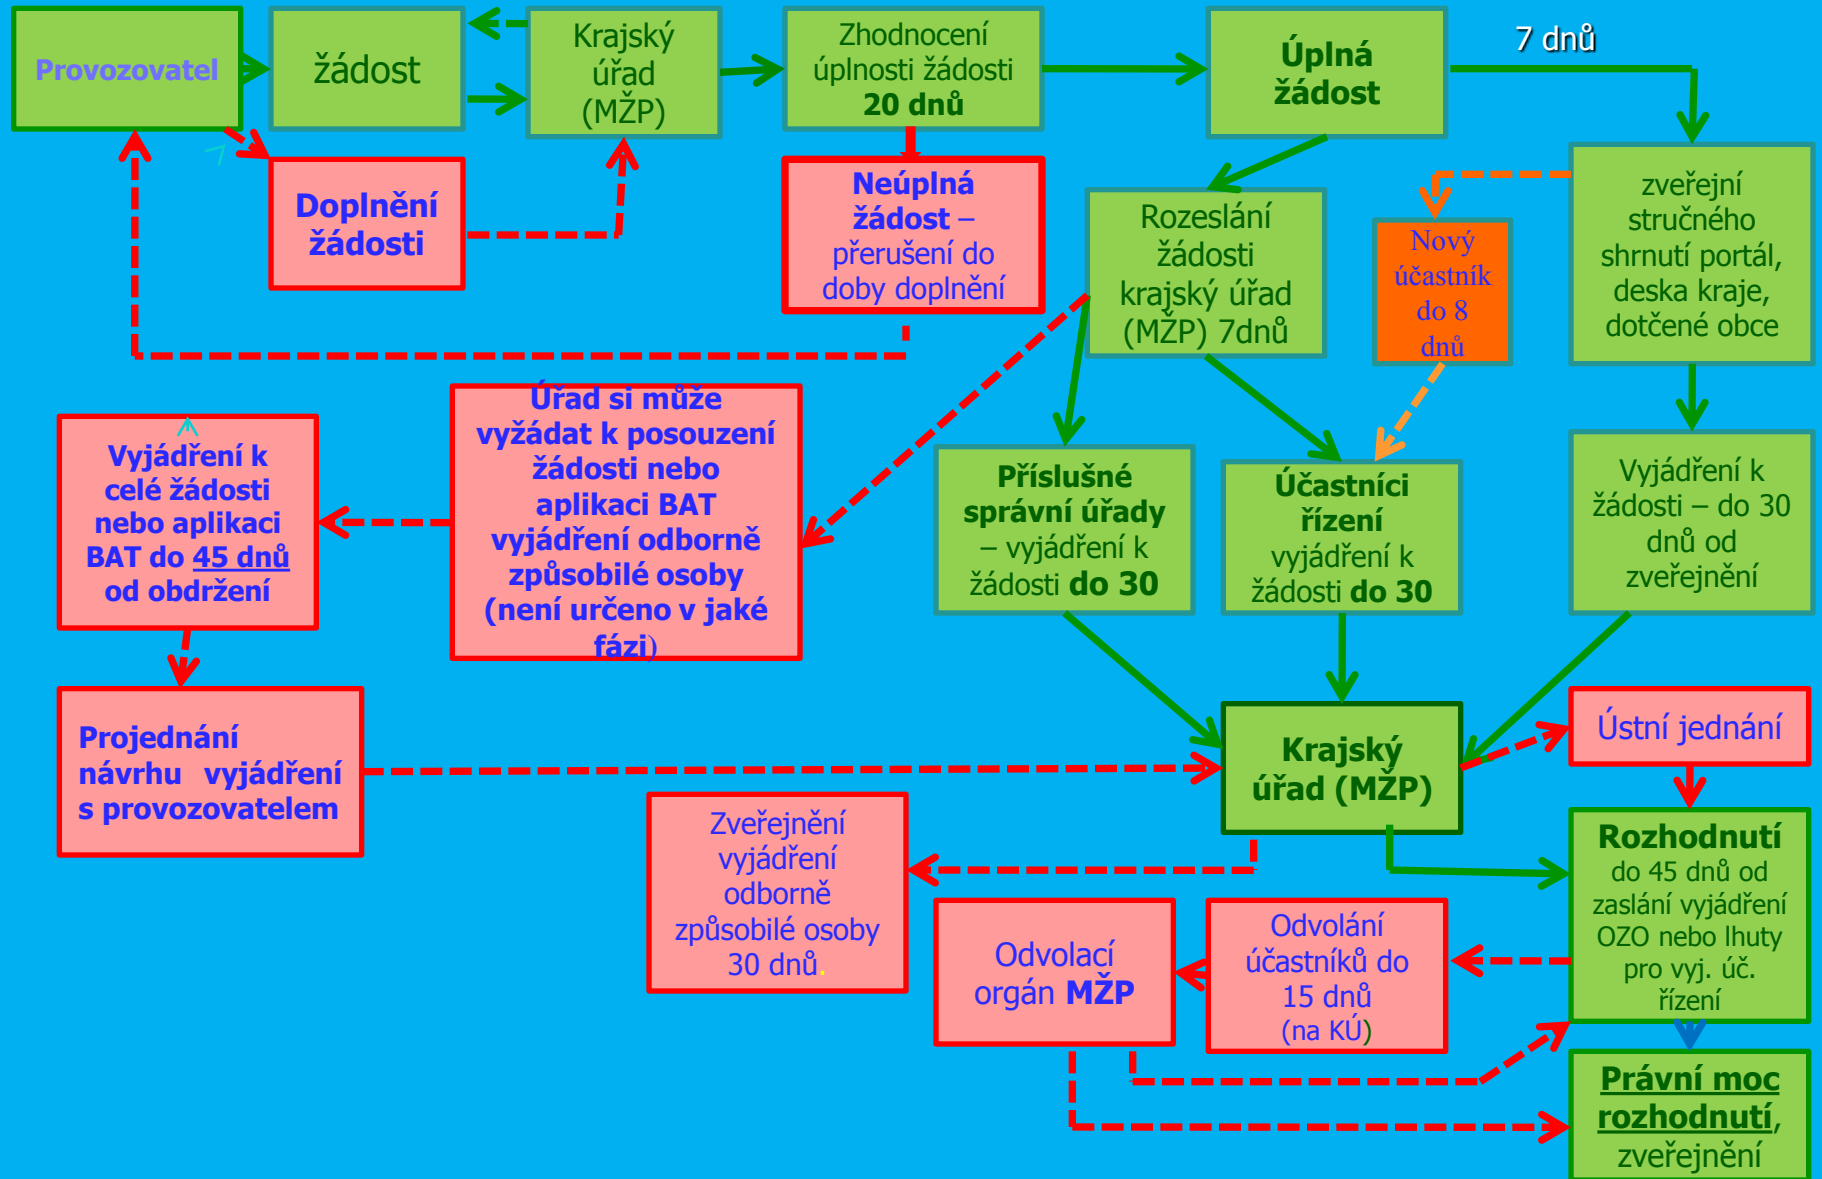 Provozovatel
žádost
Krajský
úřad
(MŽP)
Zhodnocení
úplnosti žádosti
20 dnů
Úplná
žádost
7 dnů
Doplnění
žádosti
Neúplná
žádost –
přerušení do
doby doplnění
Rozeslání
žádosti
krajský úřad
(MŽP) 7dnů
Nový
účastník
do 8
dnů
zveřejní
stručného
shrnutí portál,
deska kraje,
dotčené obce
Vyjádření k
celé žádosti
nebo aplikaci
BAT do 45 dnů
od obdržení
Úřad si může
vyžádat k posouzení
žádosti nebo
aplikaci BAT
vyjádření odborně
způsobilé osoby
(není určeno v jaké
fázi)
Příslušné
správní úřady
– vyjádření k
žádosti do 30
Účastníci
řízení
vyjádření k
žádosti do 30
Vyjádření k
žádosti – do 30
dnů od
zveřejnění
Projednání
návrhu vyjádření
s provozovatelem
Krajský
úřad (MŽP)
Ústní jednání
Zveřejnění
vyjádření
odborně
způsobilé osoby
30 dnů.
Odvolací
orgán MŽP
Odvolání
účastníků do
15 dnů
(na KÚ)
Rozhodnutí
do 45 dnů od
zaslání vyjádření
OZO nebo lhuty
pro vyj. úč.
řízení
Právní moc
rozhodnutí,
zveřejnění